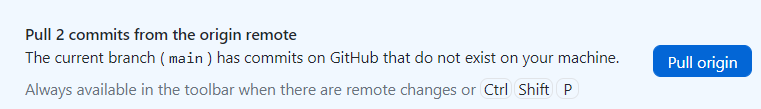 Pull 2 commits from the origin remote
The current branch ( main ) has commits on GitHub that do not exist on your machine.
Pull origin
Always available in the toolbar when there are remote changes or Ctrl Shift P